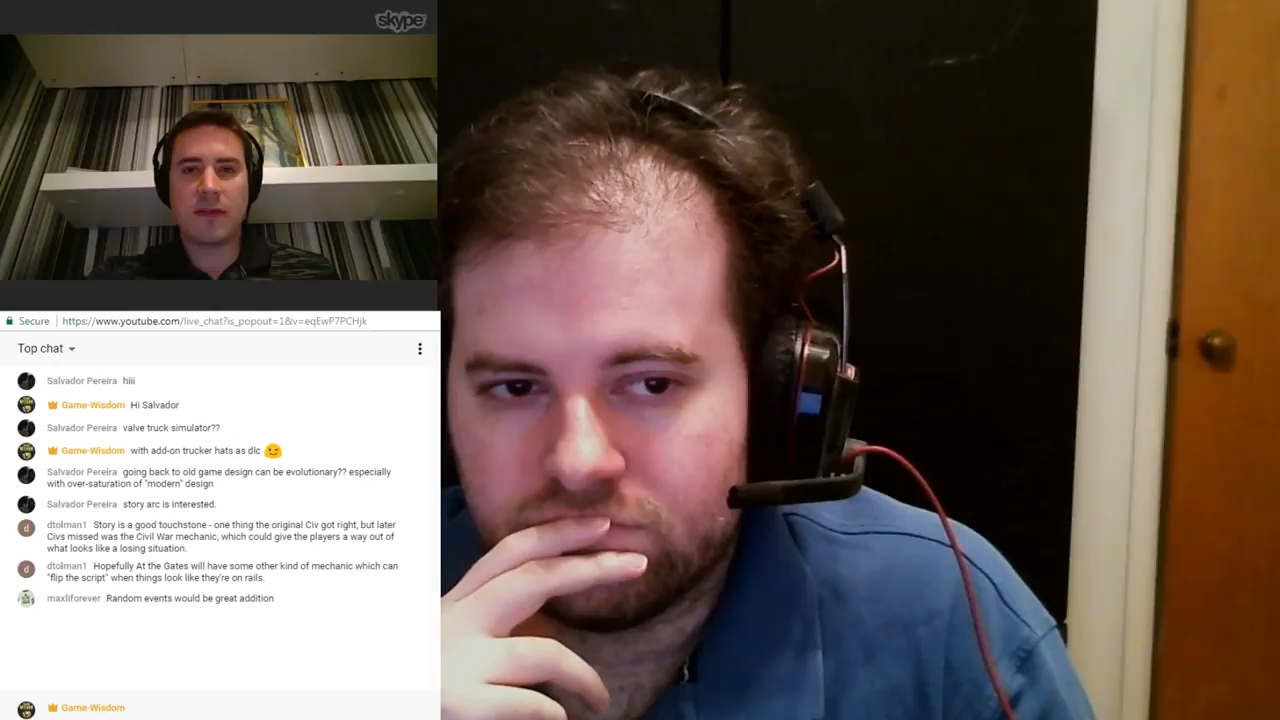 skype
Secure https://www.youtube.com/live_chat?is_popout=1&v=eqEwP7PCHjk
Top chat
Salvador Pereira hiii
Game-Wisdom Hi Salvador
Salvador Pereira valve truck simulator??
Game-Wisdom with add-on trucker hats as dlc
Salvador Pereira going back to old game design can be evolutionary?? especially
with over-saturation of "modern" design
Salvador Pereira story arc is interested.
d dtolman1 Story is a good touchstone - one thing the original Civ got right, but later
Civs missed was the Civil War mechanic, which could give the players a way out of
what looks like a losing situation.
d dtolman1 Hopefully At the Gates will have some other kind of mechanic which can
"flip the script" when things look like they're on rails.
maxliforever Random events would be great addition
Game-Wisdom